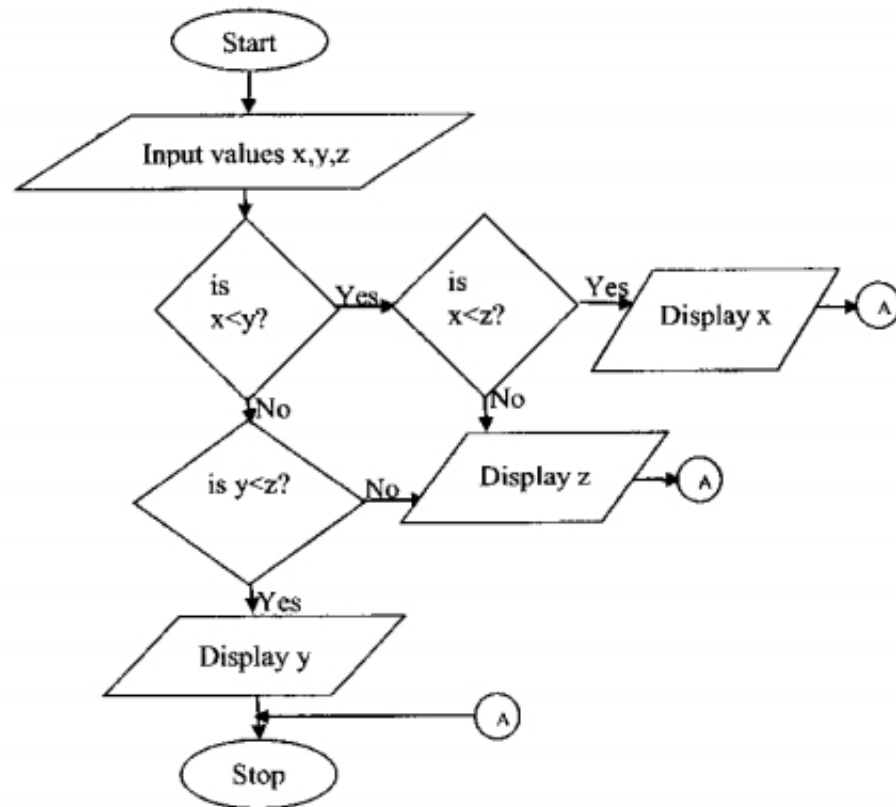 Start
Input values x,y,z
is
x<y?
Yes
is
x<z?
Yes
Display x
A
No
No
is y<z?
No
Display z
A
Yes
Display y
A
Stop